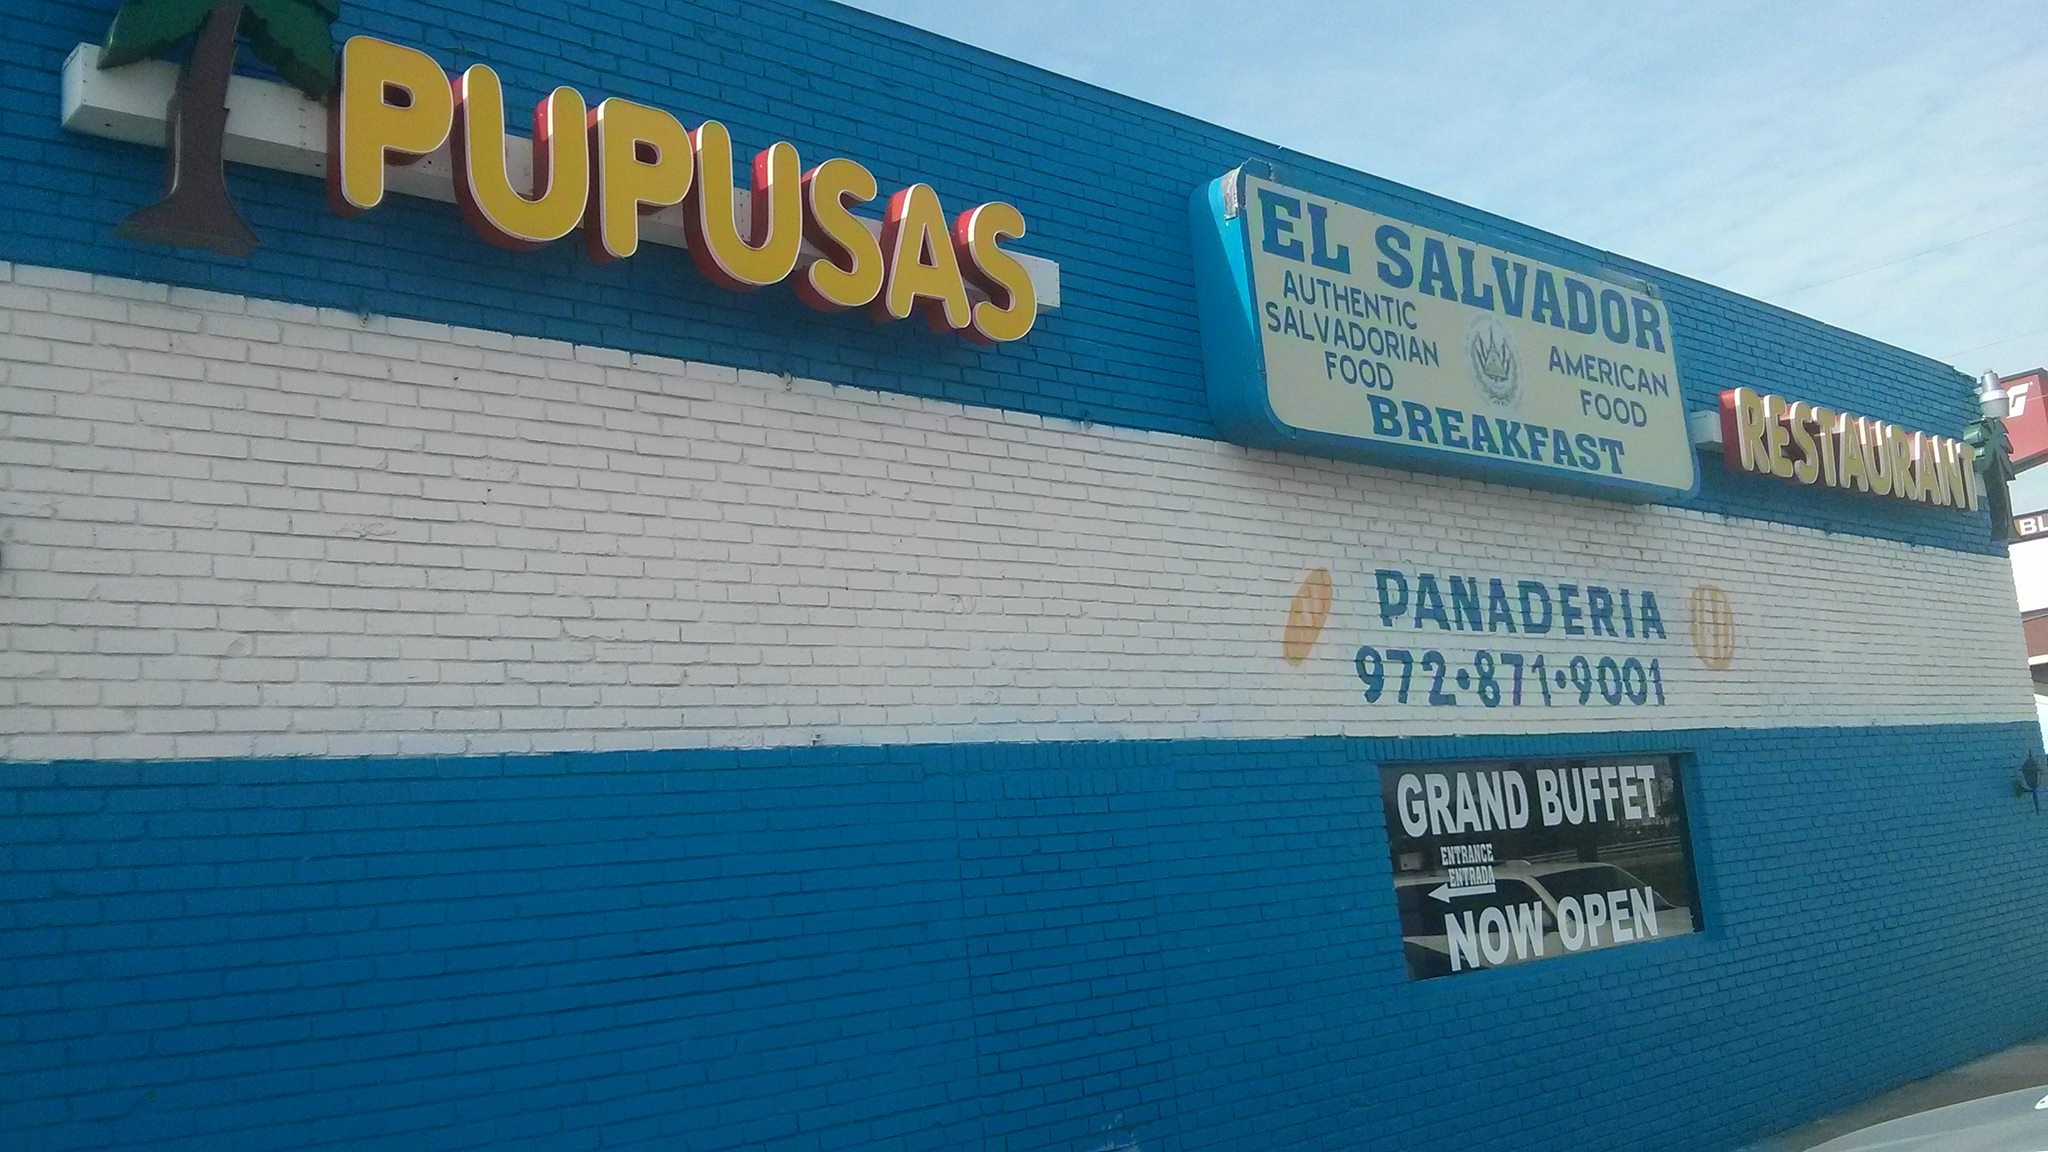 PUPUSAS
EL SALVADOR
AUTHENTIC
SALVADORIAN
FOOD
AMERICAN
FOOD
BREAKFAST
RESTAURANT
PANADERIA
972•871•9001
GRAND BUFFET
ENTRANCE
ENTRADA
NOW OPEN